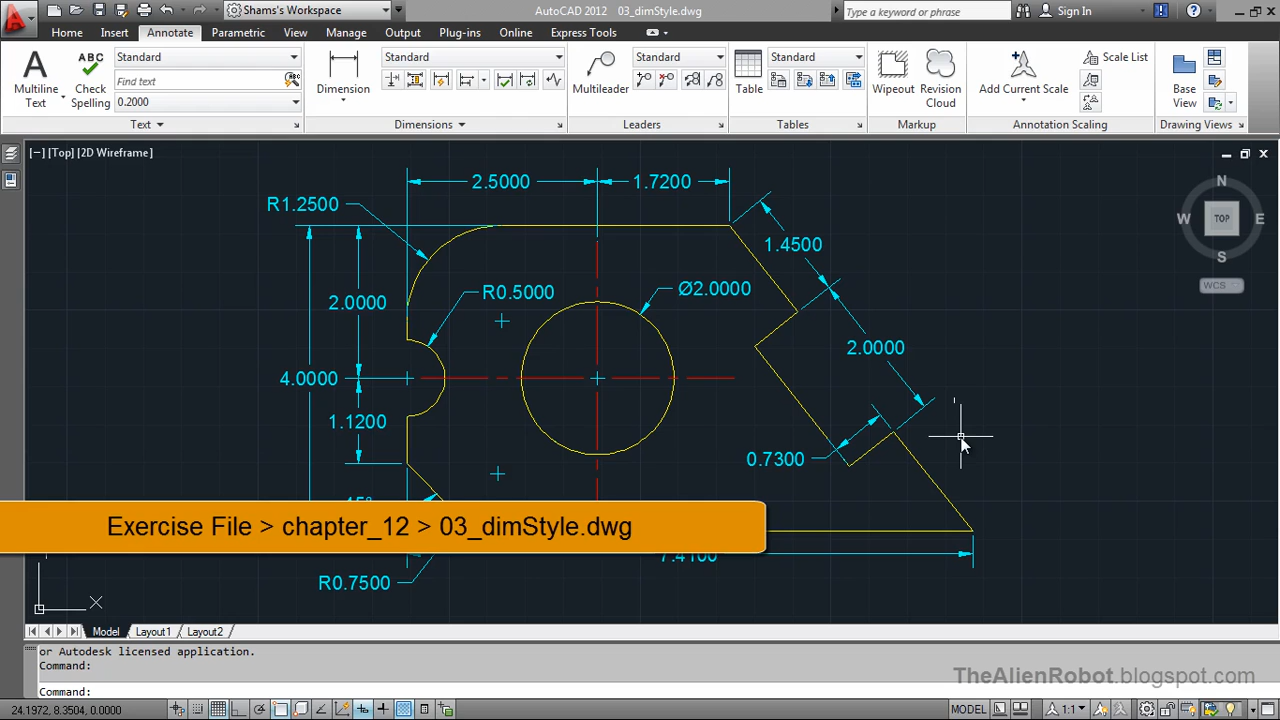 Shams's Workspace
AutoCAD 2012 03_dimStyle.dwg
Type a keyword or phrase
Sign In
Home Insert Annotate Parametric View Manage Output Plug-ins Online Express Tools
Multiline Text
Check Spelling
Standard
Find text
0.2000
Dimension
Standard
Multileader
Standard
Table
Standard
Wipeout
Revision Cloud
Add Current Scale
Scale List
Base View
Text
Dimensions
Leaders
Tables
Markup
Annotation Scaling
Drawing Views
[−] [Top] [2D Wireframe]
N
W TOP E
S
WCS
2.5000
1.7200
R1.2500
1.4500
R0.5000
Ø2.0000
2.0000
2.0000
4.0000
1.1200
0.7300
45°
Exercise File > chapter_12 > 03_dimStyle.dwg
7.4100
R0.7500
X
Model Layout1 Layout2
or Autodesk licensed application.
Command:
Command:
TheAlienRobot.blogspot.com
24.1972, 8.3504, 0.0000
MODEL
1:1